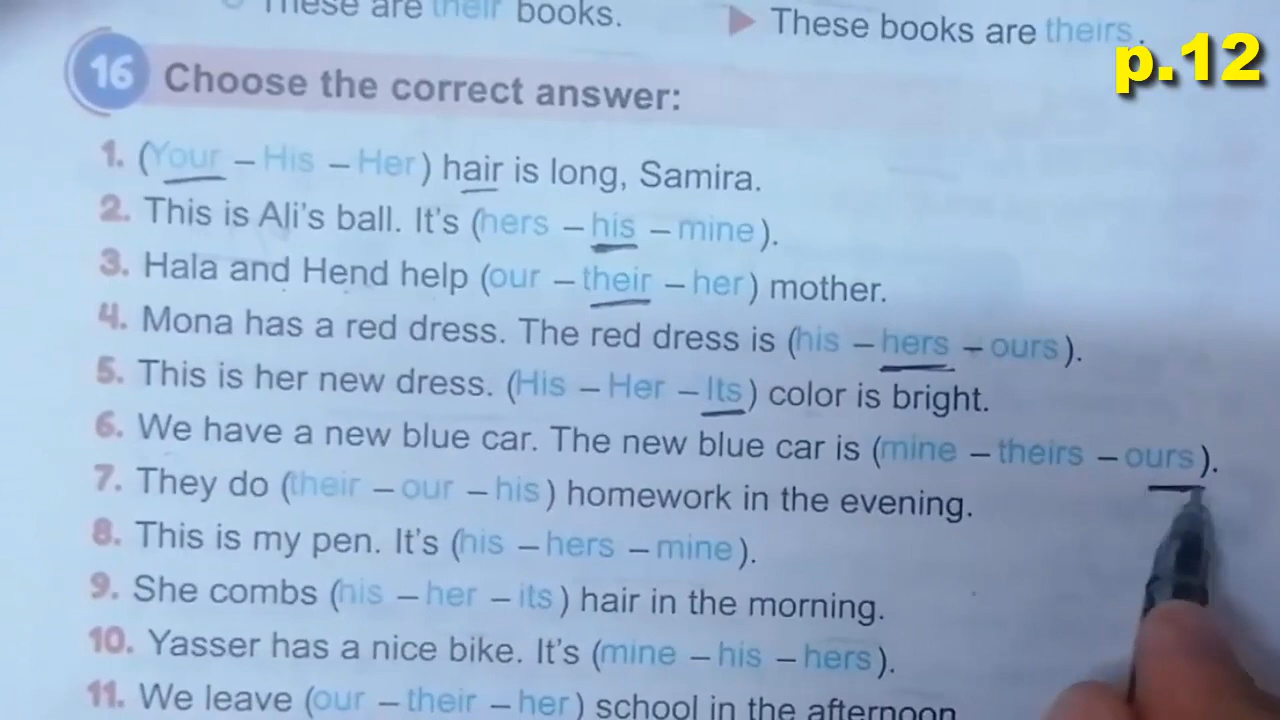 These are their books. These books are theirs.
p.12
16 Choose the correct answer:
1. (Your – His – Her) hair is long, Samira.
2. This is Ali's ball. It's (hers – his – mine).
3. Hala and Hend help (our – their – her) mother.
4. Mona has a red dress. The red dress is (his – hers – ours).
5. This is her new dress. (His – Her – Its) color is bright.
6. We have a new blue car. The new blue car is (mine – theirs – ours).
7. They do (their – our – his) homework in the evening.
8. This is my pen. It's (his – hers – mine).
9. She combs (his – her – its) hair in the morning.
10. Yasser has a nice bike. It's (mine – his – hers).
11. We leave (our – their – her) school in the afternoon